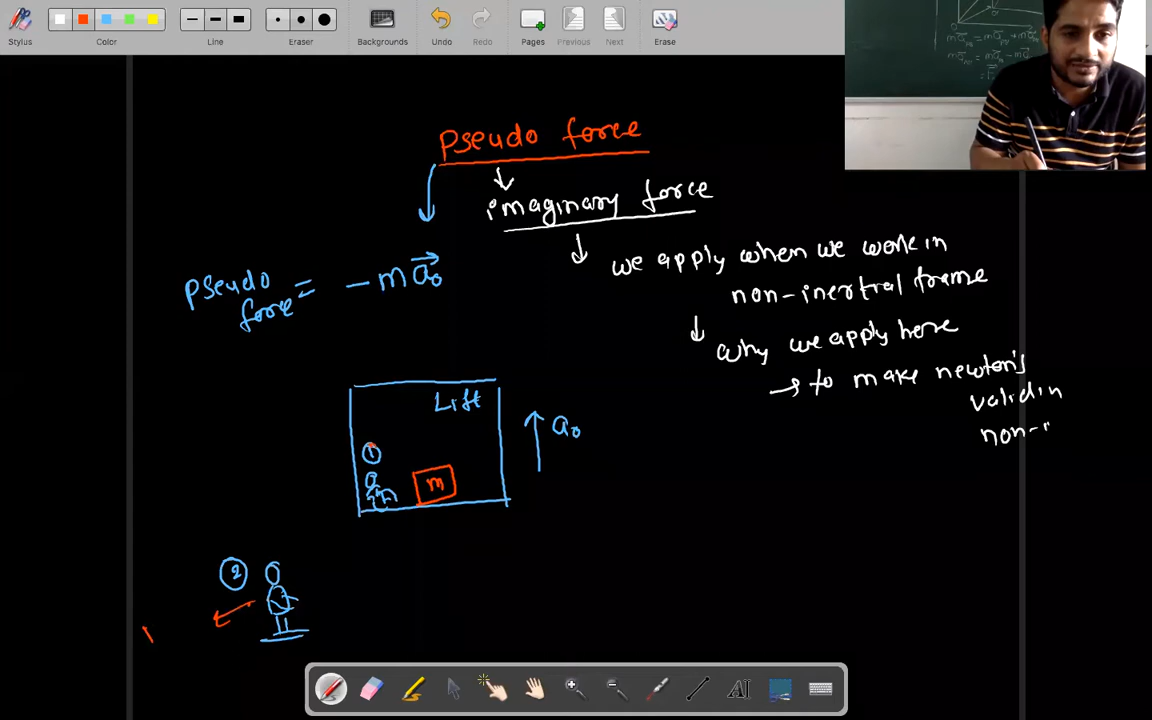 Stylus
Color
Line
Eraser
Backgrounds
Undo
Redo
Pages
Previous
Next
Erase
pseudo force
imaginary force
we apply when we work in
non-inertial frame
why we apply here
→ to make newton's
valid in
non-i
pseudo
force = -ma₀
Lift
a₀
1
m
2